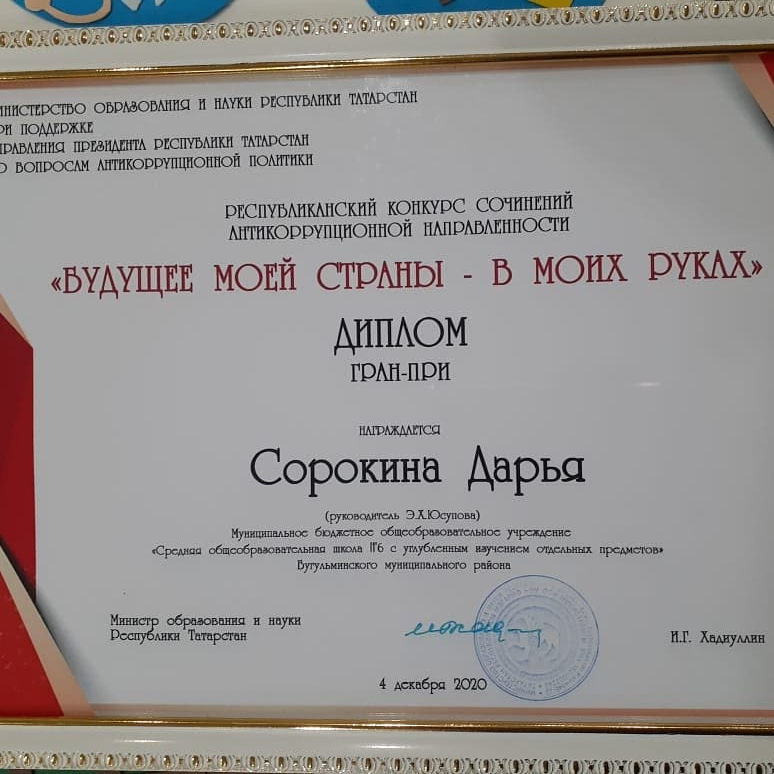 ИНИСТЕРСТВО ОБРАЗОВАНИЯ И НАУКИ РЕСПУБЛИКИ ТАТАРСТАН
РИ ПОДДЕРЖКЕ
ПРАВЛЕНИЯ ПРЕЗИДЕНТА РЕСПУБЛИКИ ТАТАРСТАН
О ВОПРОСАМ АНТИКОРРУПЦИОННОЙ ПОЛИТИКИ
РЕСПУБЛИКАНСКИЙ КОНКУРС СОЧИНЕНИЙ
АНТИКОРРУПЦИОННОЙ НАПРАВЛЕННОСТИ
«БУДУЩЕЕ МОЕЙ СТРАНЫ - В МОИХ РУКАХ»
ДИПЛОМ
ГРАН-ПРИ
НАГРАЖДАЕТСЯ
Сорокина Дарья
(руководитель Э.А.Юсупова)
Муниципальное бюджетное общеобразовательное учреждение
«Средняя общеобразовательная школа №6 с углубленным изучением отдельных предметов»
Бугульминского муниципального района
Министр образования и науки
Республики Татарстан
И.Г. Хадиуллин
4 декабря 2020